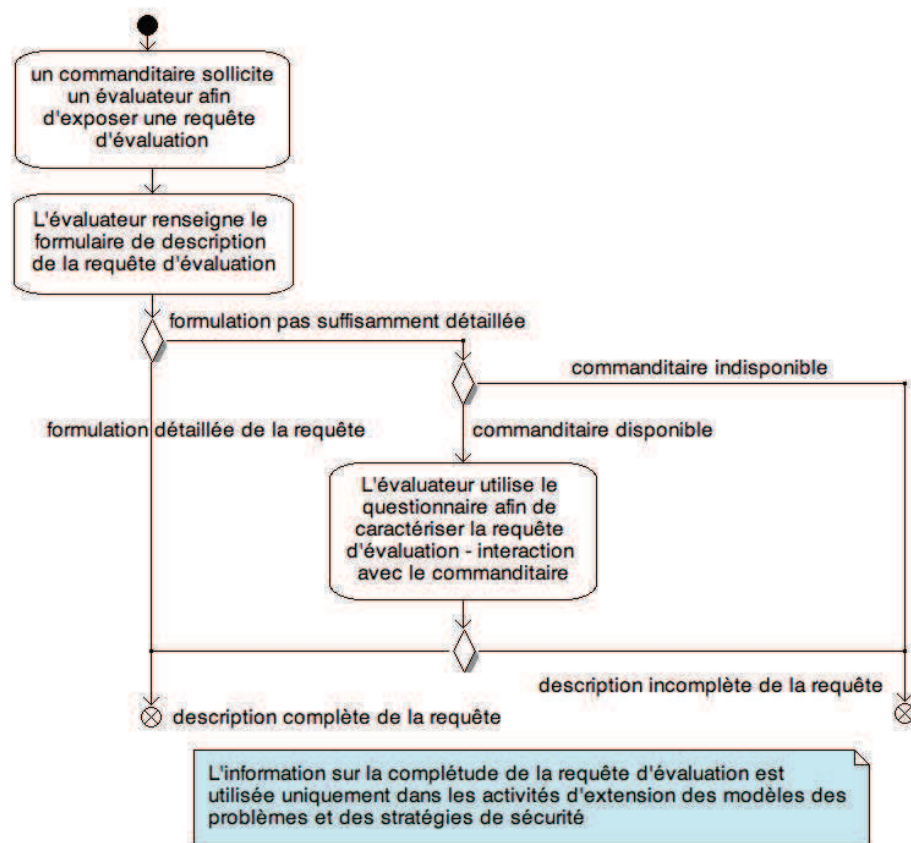 un commanditaire sollicite
un évaluateur afin
d'exposer une requête
d'évaluation
L'évaluateur renseigne le
formulaire de description
de la requête d'évaluation
formulation pas suffisamment détaillée
commanditaire indisponible
formulation détaillée de la requête
commanditaire disponible
L'évaluateur utilise le
questionnaire afin de
caractériser la requête
d'évaluation - interaction
avec le commanditaire
description incomplète de la requête
description complète de la requête
L'information sur la complétude de la requête d'évaluation est
utilisée uniquement dans les activités d'extension des modèles des
problèmes et des stratégies de sécurité